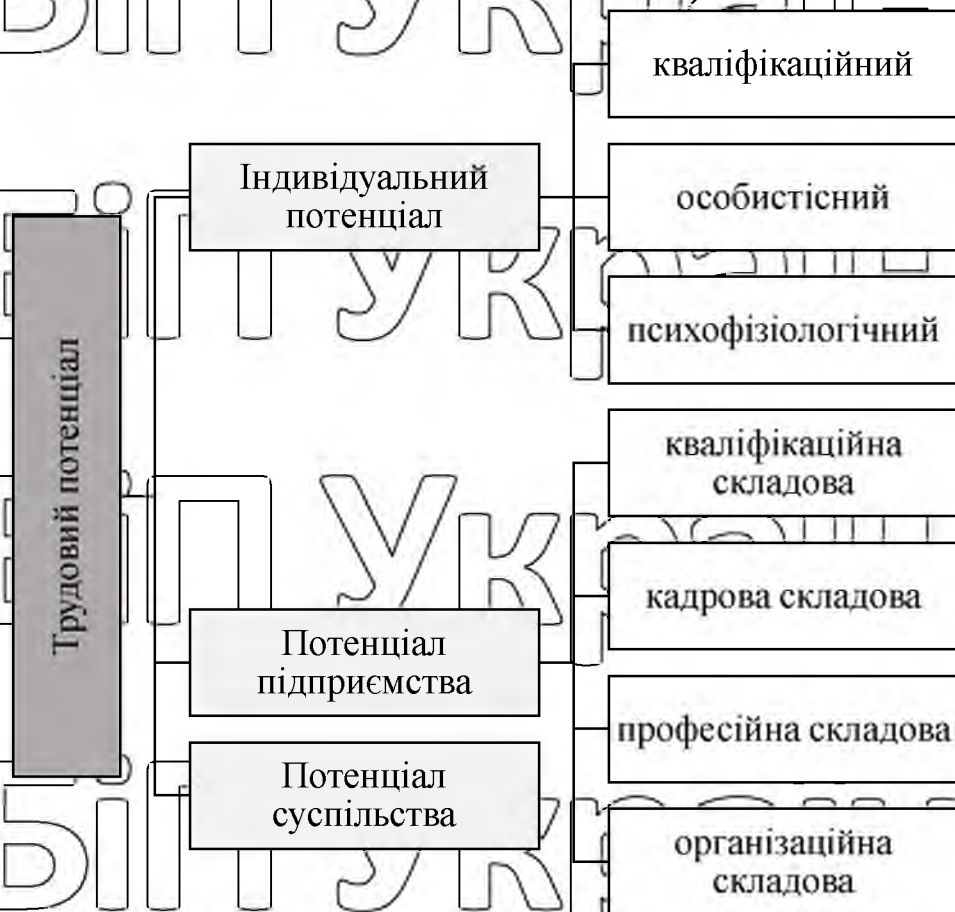 Трудовий потенціал
Індивідуальний
потенціал
кваліфікаційний
особистісний
психофізіологічний
Потенціал
підприємства
кваліфікаційна
складова
кадрова складова
професійна складова
організаційна
складова
Потенціал
суспільства